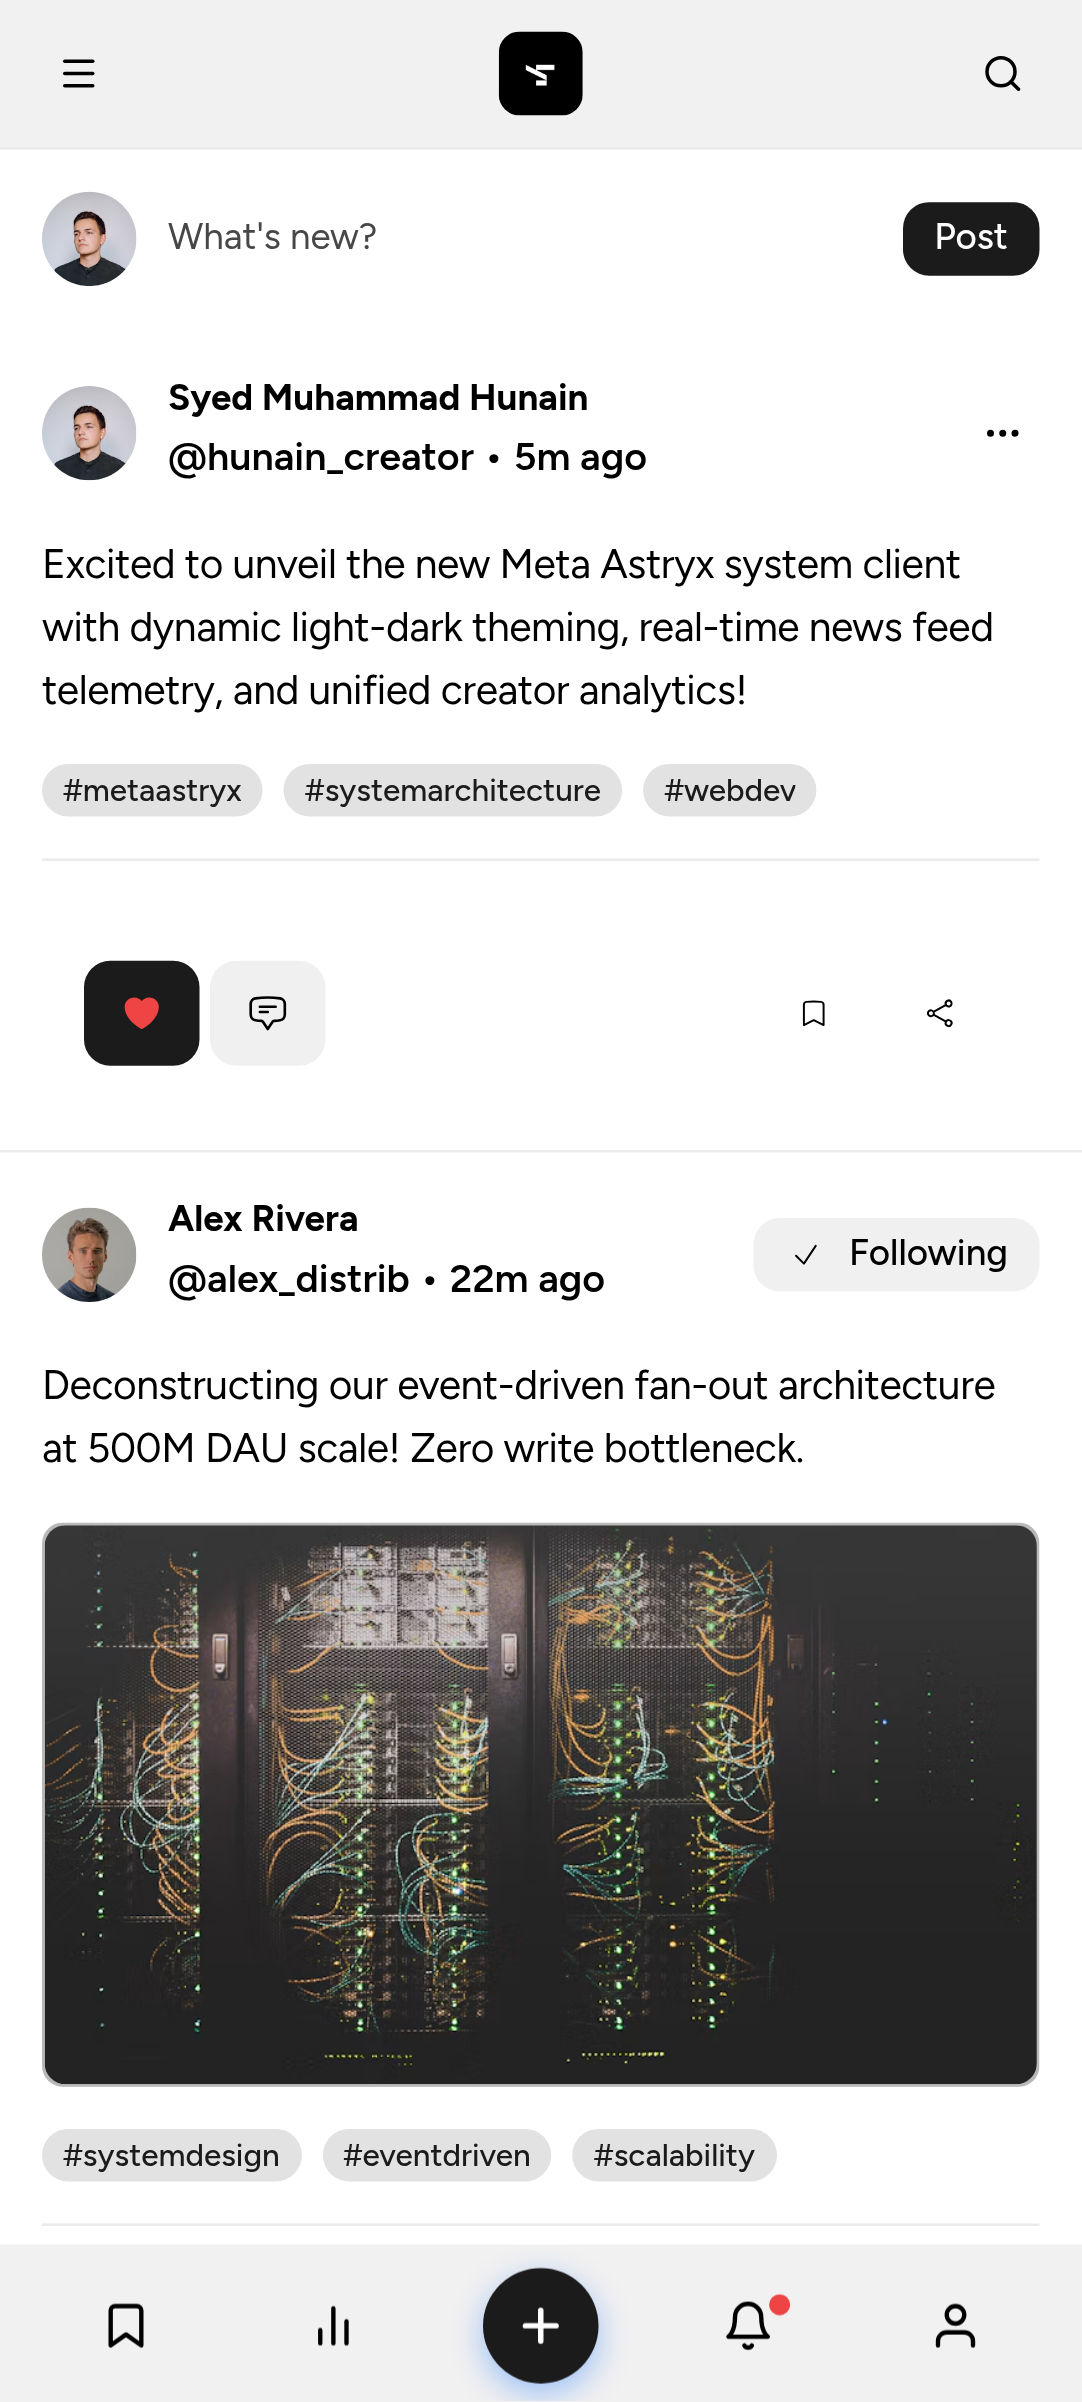 What's new?
Post
Syed Muhammad Hunain
@hunain_creator • 5m ago
Excited to unveil the new Meta Astryx system client
with dynamic light-dark theming, real-time news feed
telemetry, and unified creator analytics!
#metaastryx #systemarchitecture #webdev
Alex Rivera
@alex_distrib • 22m ago
Following
Deconstructing our event-driven fan-out architecture
at 500M DAU scale! Zero write bottleneck.
#systemdesign #eventdriven #scalability